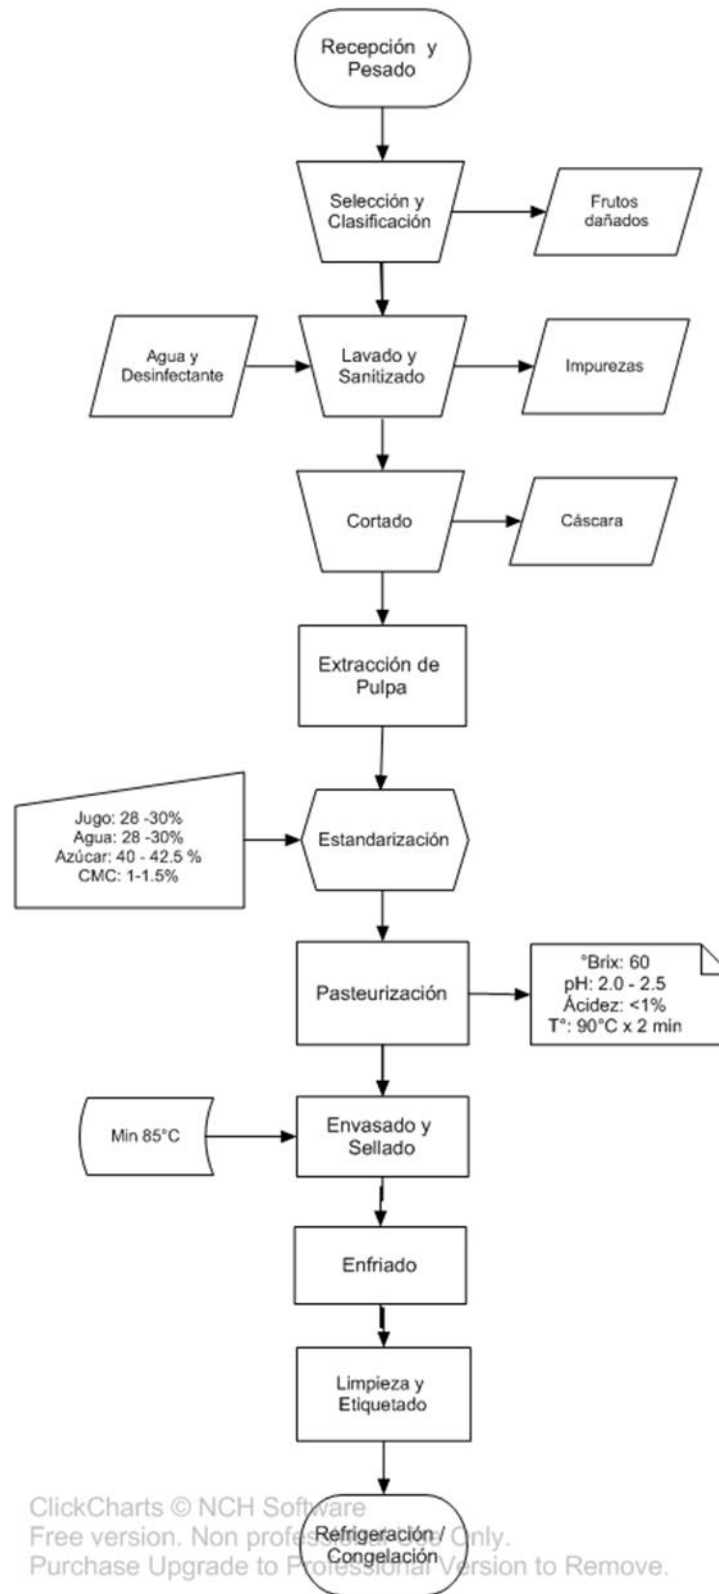 Recepción y
Pesado
Selección y
Clasificación
Frutos
dañados
Agua y
Desinfectante
Lavado y
Sanitizado
Impurezas
Cortado
Cáscara
Extracción de
Pulpa
Jugo: 28 -30%
Agua: 28 -30%
Azúcar: 40 - 42.5 %
CMC: 1-1.5%
Estandarización
Pasteurización
°Brix: 60
pH: 2.0 - 2.5
Ácidez: <1%
T°: 90°C x 2 min
Min 85°C
Envasado y
Sellado
Enfriado
Limpieza y
Etiquetado
Refrigeración /
Congelación
ClickCharts © NCH Software
Free version. Non professional Use Only.
Purchase Upgrade to Professional Version to Remove.